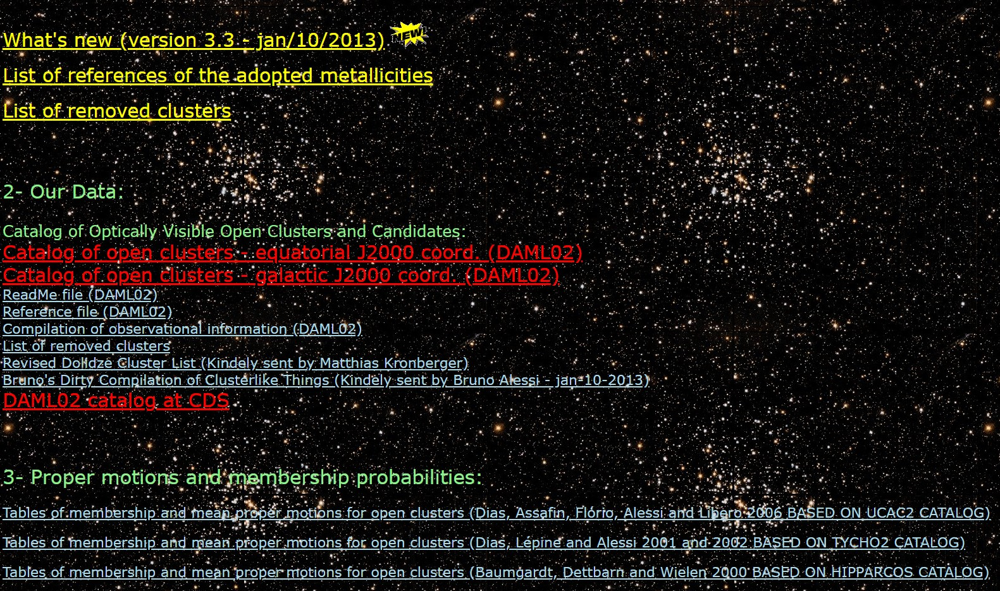 What's new (version 3.3 - jan/10/2013) NEW
List of references of the adopted metallicities
List of removed clusters
2- Our Data:
Catalog of Optically Visible Open Clusters and Candidates:
Catalog of open clusters - equatorial J2000 coord. (DAML02)
Catalog of open clusters - galactic J2000 coord. (DAML02)
ReadMe file (DAML02)
Reference file (DAML02)
Compilation of observational information (DAML02)
List of removed clusters
Revised Dolidze Cluster List (Kindely sent by Matthias Kronberger)
Bruno's Dirty Compilation of Clusterlike Things (Kindely sent by Bruno Alessi - jan-10-2013)
DAML02 catalog at CDS
3- Proper motions and membership probabilities:
Tables of membership and mean proper motions for open clusters (Dias, Assafin, Flório, Alessi and Líbero 2006 BASED ON UCAC2 CATALOG)
Tables of membership and mean proper motions for open clusters (Dias, Lépine and Alessi 2001 and 2002 BASED ON TYCHO2 CATALOG)
Tables of membership and mean proper motions for open clusters (Baumgardt, Dettbarn and Wielen 2000 BASED ON HIPPARCOS CATALOG)